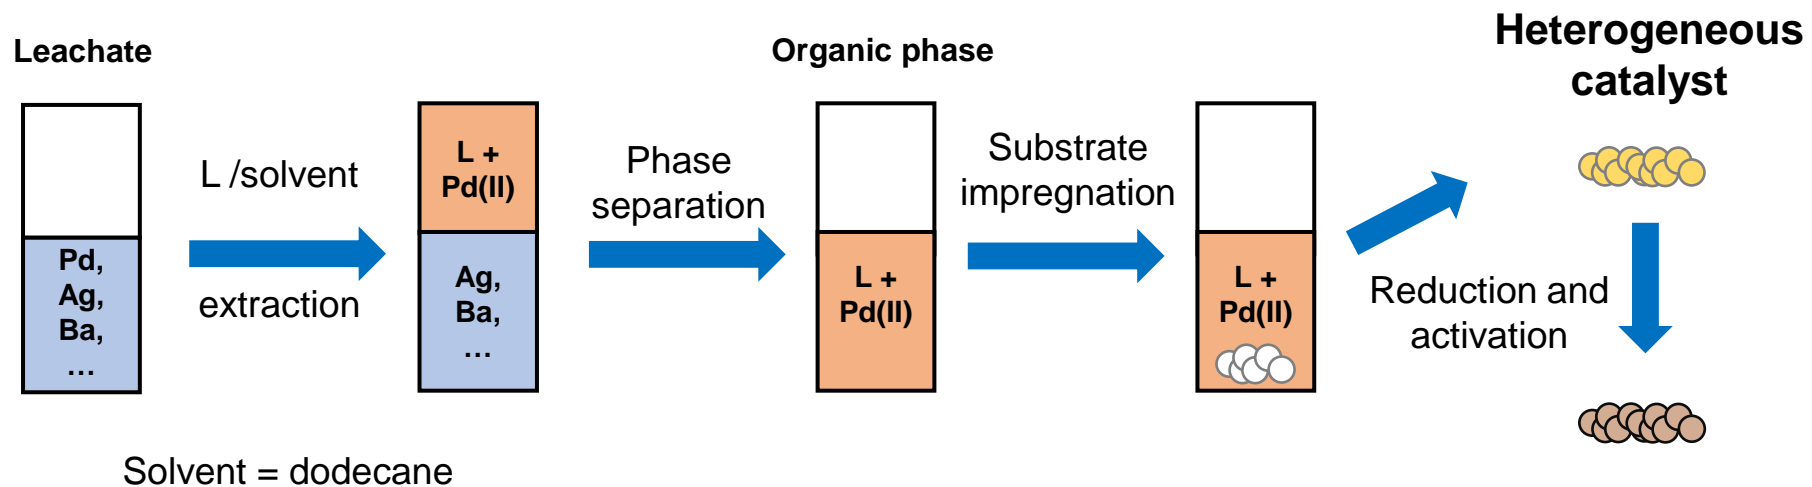 Leachate
Pd,
Ag,
Ba,
…
L /solvent
extraction
L +
Pd(II)
Ag,
Ba,
…
Phase
separation
Organic phase
L +
Pd(II)
Substrate
impregnation
L +
Pd(II)
Heterogeneous
catalyst
Reduction and
activation
Solvent = dodecane